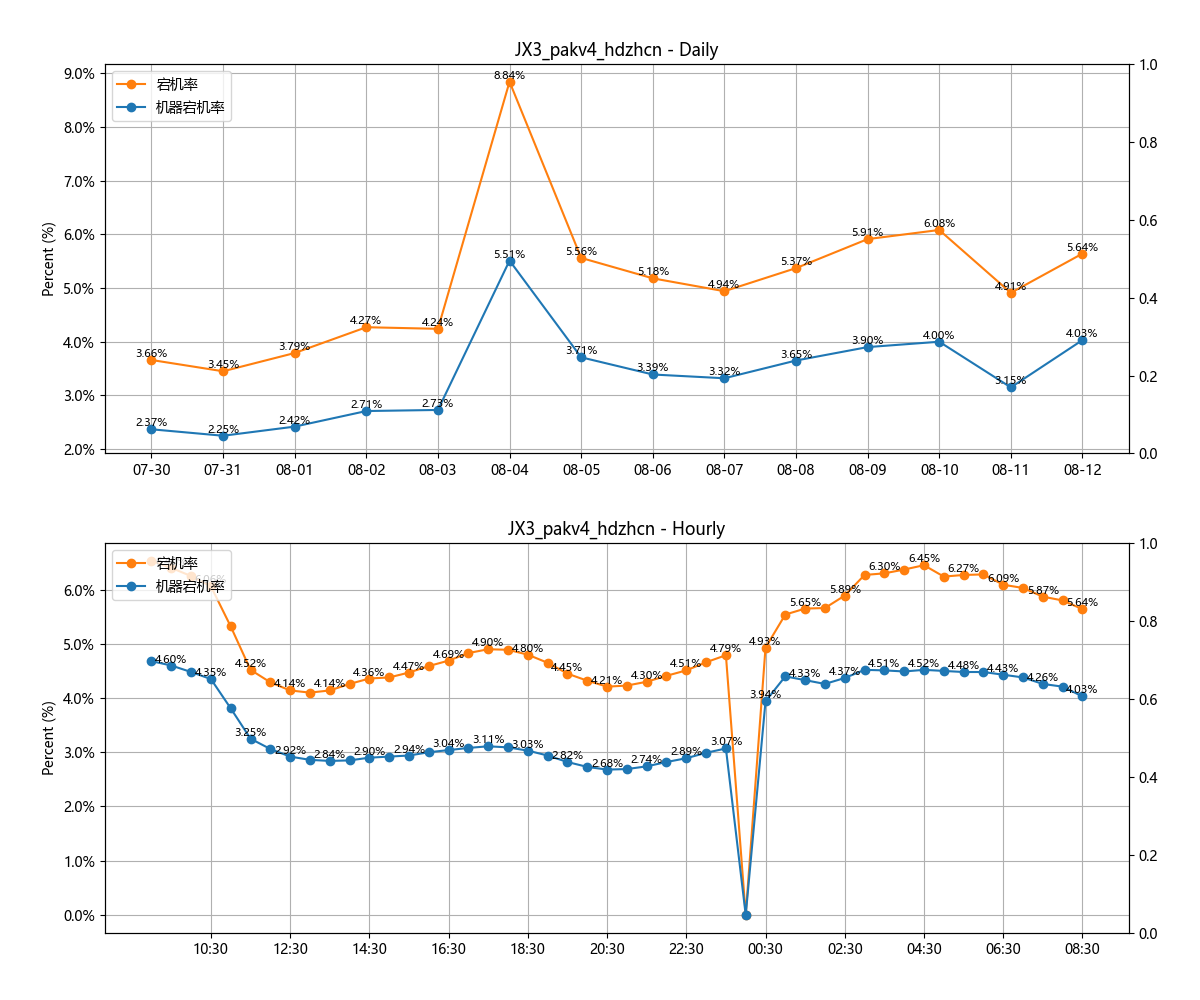 JX3_pakv4_hdzhcn - Daily
宕机率
机器宕机率
Percent (%)
9.0%
8.0%
7.0%
6.0%
5.0%
4.0%
3.0%
2.0%
1.0
0.8
0.6
0.4
0.2
0.0
3.66% 3.45% 3.79% 4.27% 4.24% 8.84% 5.56% 5.18% 4.94% 5.37% 5.91% 6.08% 4.91% 5.64%
2.37% 2.25% 2.42% 2.71% 2.73% 5.51% 3.71% 3.39% 3.32% 3.65% 3.90% 4.00% 3.15% 4.03%
07-30 07-31 08-01 08-02 08-03 08-04 08-05 08-06 08-07 08-08 08-09 08-10 08-11 08-12
JX3_pakv4_hdzhcn - Hourly
宕机率
机器宕机率
Percent (%)
6.0%
5.0%
4.0%
3.0%
2.0%
1.0%
0.0%
1.0
0.8
0.6
0.4
0.2
0.0
4.52% 4.14% 4.14% 4.36% 4.47% 4.69% 4.90% 4.80% 4.45% 4.21% 4.30% 4.51% 4.79% 4.93% 5.65% 5.89% 6.30% 6.45% 6.27% 6.09% 5.87% 5.64%
4.60% 4.35% 3.25% 2.92% 2.84% 2.90% 2.94% 3.04% 3.11% 3.03% 2.82% 2.68% 2.74% 2.89% 3.07% 3.94% 4.33% 4.37% 4.51% 4.52% 4.48% 4.43% 4.26% 4.03%
10:30 12:30 14:30 16:30 18:30 20:30 22:30 00:30 02:30 04:30 06:30 08:30